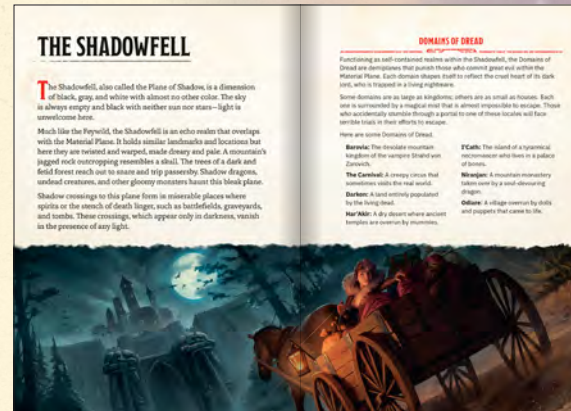 THE SHADOWFELL
The Shadowfell, also called the Plane of Shadow, is a dimension
of black, gray, and white with almost no other color. The sky
is always empty and black with neither sun nor stars—light is
unwelcome here.
Much like the Feywild, the Shadowfell is an echo realm that overlaps
with the Material Plane. It holds similar landmarks and locations but
here they are twisted and warped, made dreary and pale. A mountain's
jagged rock outcropping resembles a skull. The trees of a dark and
fetid forest reach out to snare and trip passersby. Shadow dragons,
undead creatures, and other gloomy monsters haunt this bleak plane.
Shadow crossings to this plane form in miserable places where
spirits or the stench of death linger, such as battlefields, graveyards,
and tombs. These crossings, which appear only in darkness, vanish
in the presence of any light.
DOMAINS OF DREAD
Functioning as self-contained realms within the Shadowfell, the Domains of
Dread are demiplanes that punish those who commit great evil within the
Material Plane. Each domain shapes itself to reflect the cruel heart of its dark
lord, who is trapped in a living nightmare.
Some domains are as large as kingdoms; others are as small as houses. Each
one is surrounded by a magical mist that is almost impossible to escape. Those
who accidentally stumble through a portal to one of these locales will face
terrible trials in their efforts to escape.
Here are some Domains of Dread.
Barovia: The desolate mountain
kingdom of the vampire Strahd von
Zarovich.
The Carnival: A creepy circus that
sometimes visits the real world.
Darkon: A land entirely populated
by the living dead.
Har'Akir: A dry desert where ancient
temples are overrun by mummies.
I'Cath: The island of a tyrannical
necromancer who lives in a palace
of bones.
Niranjan: A mountain monastery
taken over by a soul-devouring
dragon.
Odiare: A village overrun by dolls
and puppets that came to life.